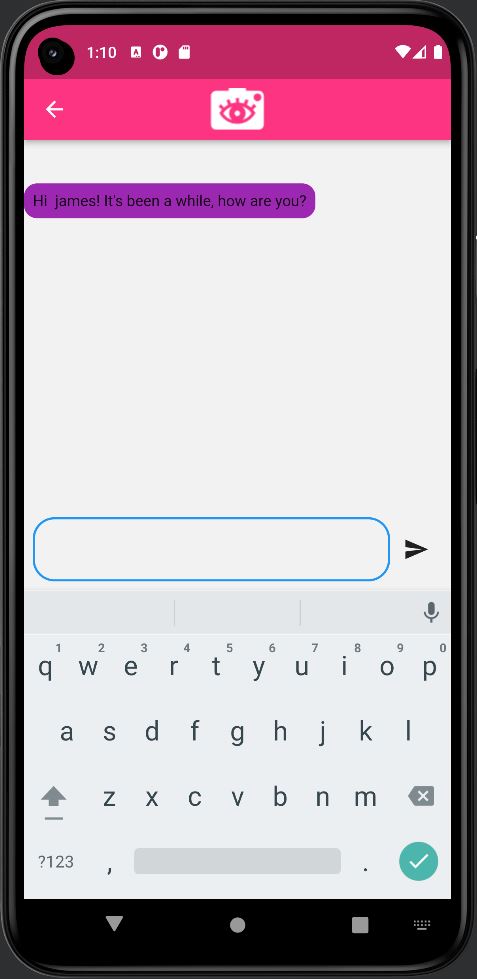 1:10
Hi  james! It's been a while, how are you?
1 2 3 4 5 6 7 8 9 0
q w e r t y u i o p
a s d f g h j k l
z x c v b n m
?123 , .